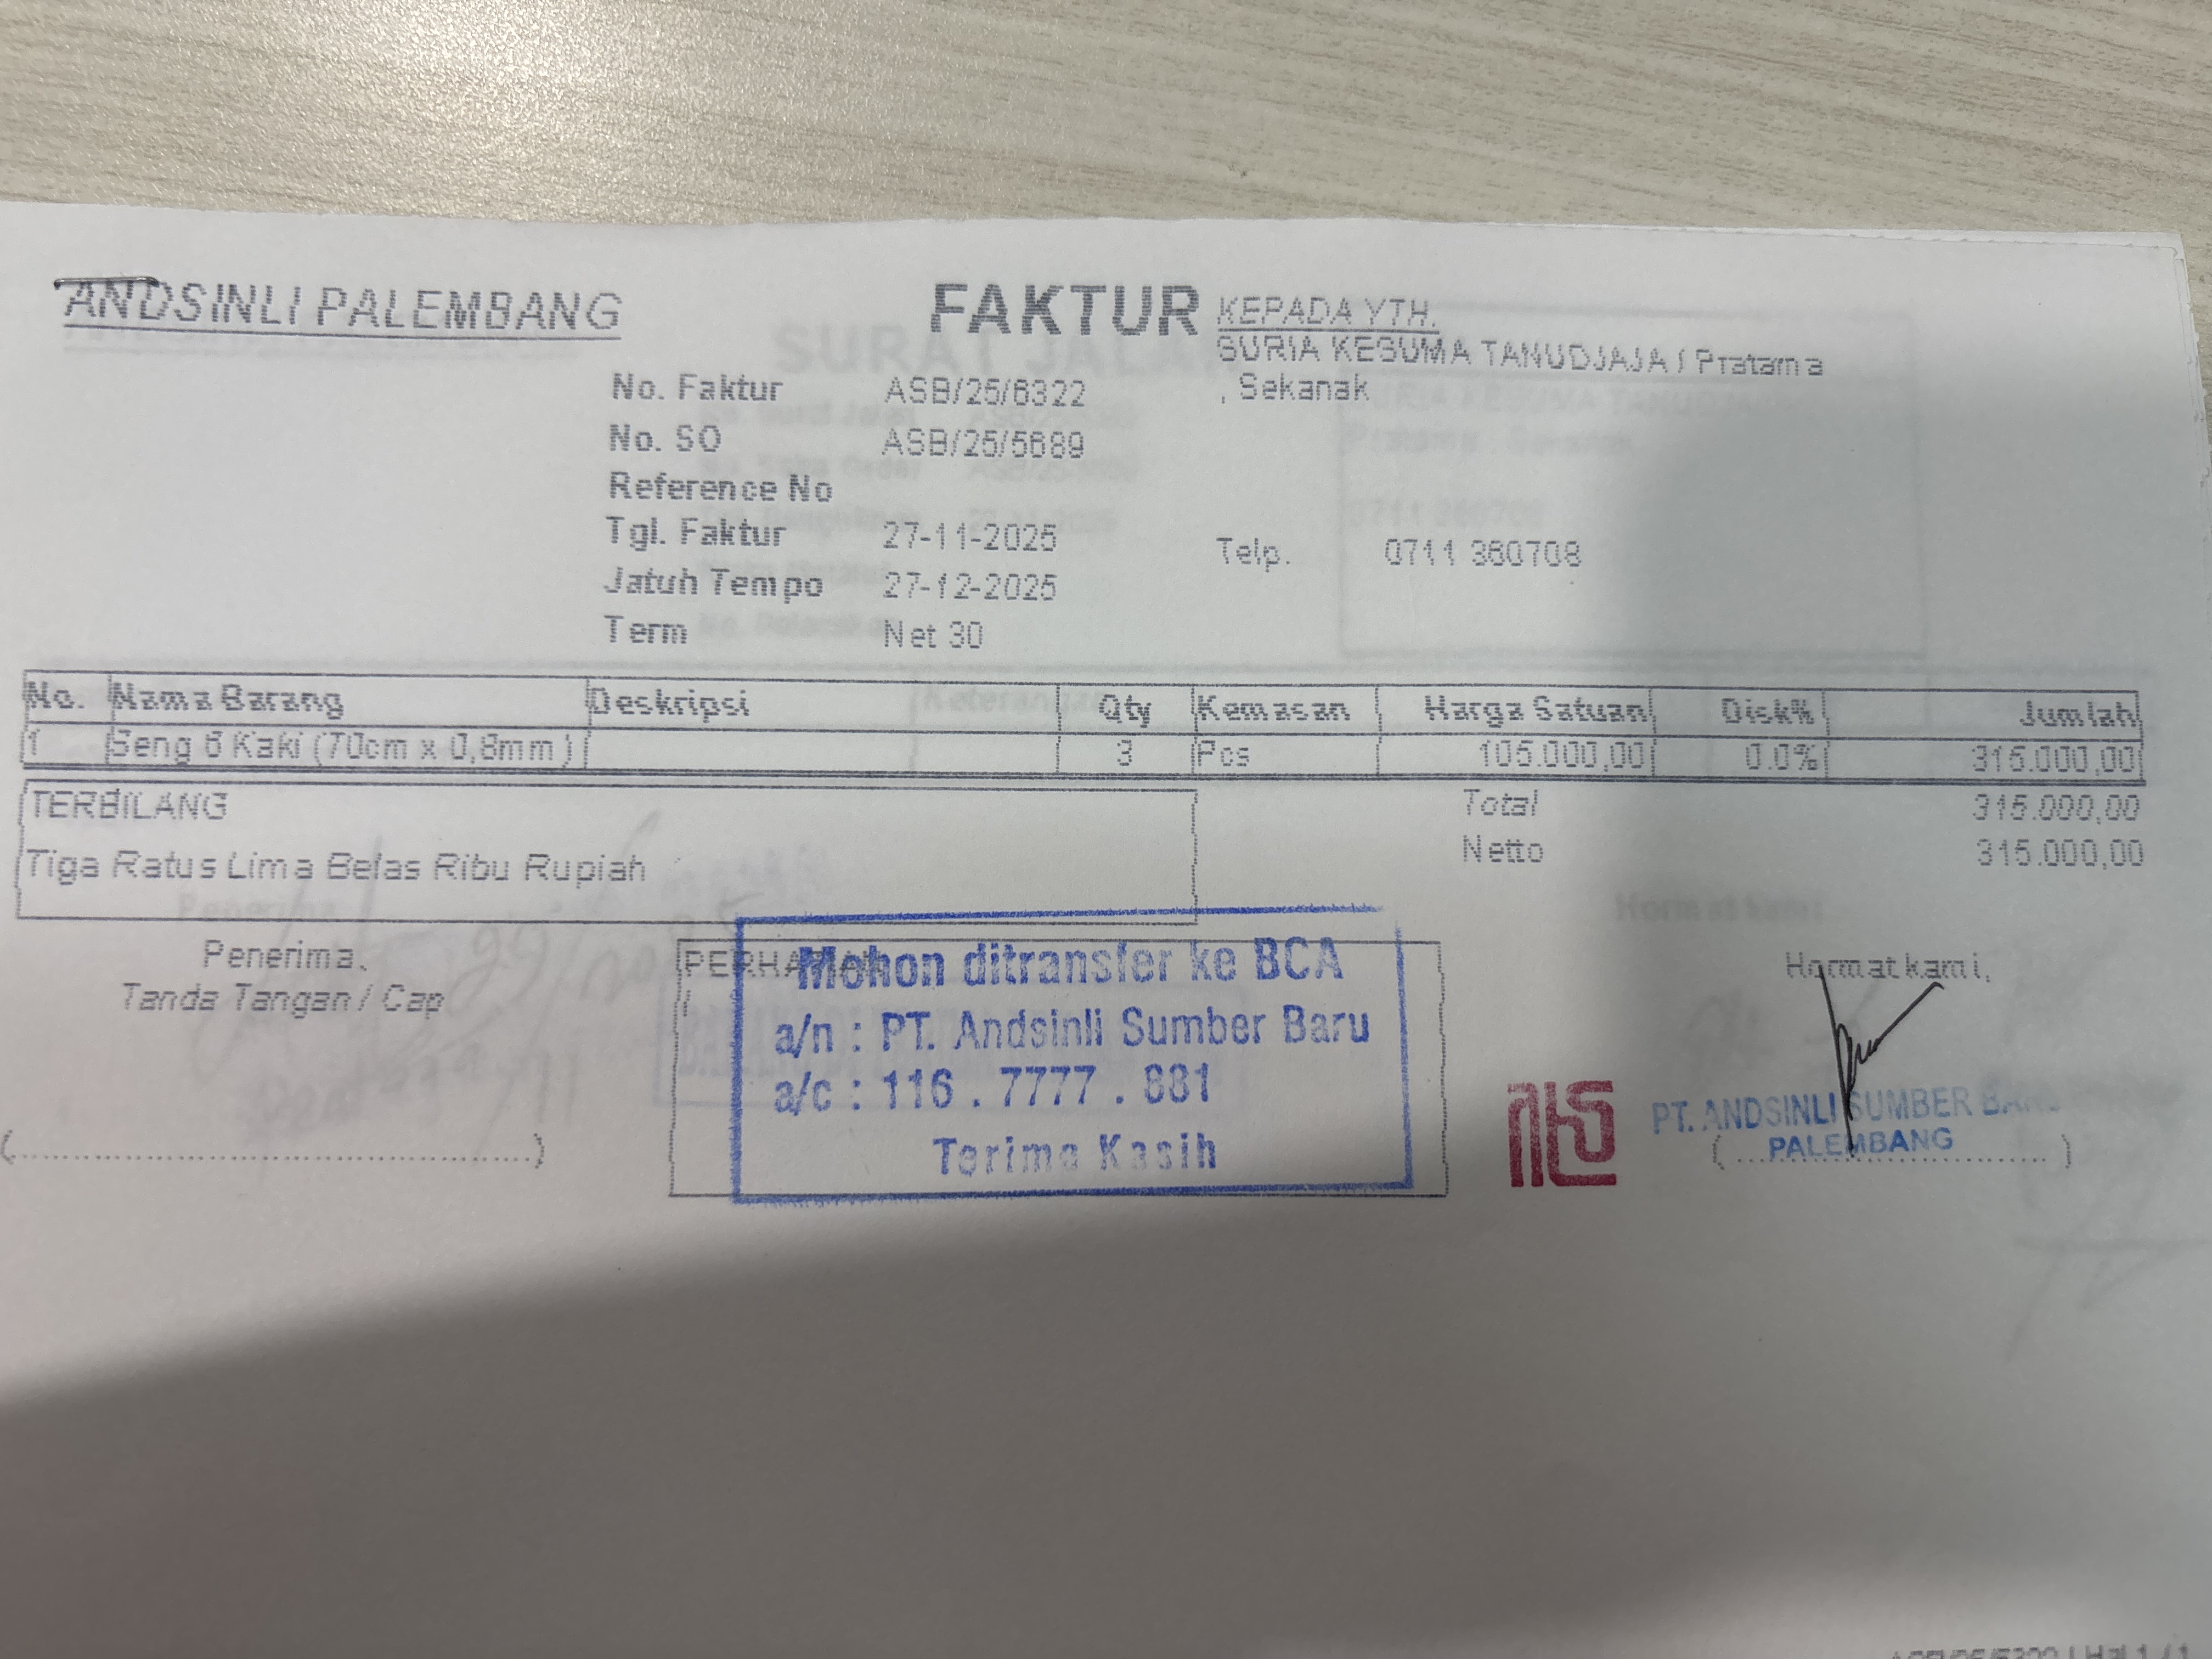 ANDSINLI PALEMBANG
FAKTUR
KEPADA YTH.
SURIA KESUMA TANUDJAJA / Pratama
, Sekanak
No. Faktur ASB/25/6322
No. SO ASB/25/5689
Reference No
Tgl. Faktur 27-11-2025
Jatuh Tempo 27-12-2025
Term Net 30
Telp. 0711 360708
No. Nama Barang Deskripsi Qty Kemasan Harga Satuan Disk% Jumlah
1 Seng 6 Kaki (70cm x 0,8mm) 3 Pcs 105.000,00 0.0% 315.000,00
TERBILANG
Tiga Ratus Lima Belas Ribu Rupiah
Total 315.000,00
Netto 315.000,00
Penerima,
Tanda Tangan / Cap
(..........................................................)
Mohon ditransfer ke BCA
a/n : PT. Andsinli Sumber Baru
a/c : 116 . 7777 . 881
Terima Kasih
Hormat kami,
PT. ANDSINLI SUMBER
PALEMBANG
SURAT JALAN